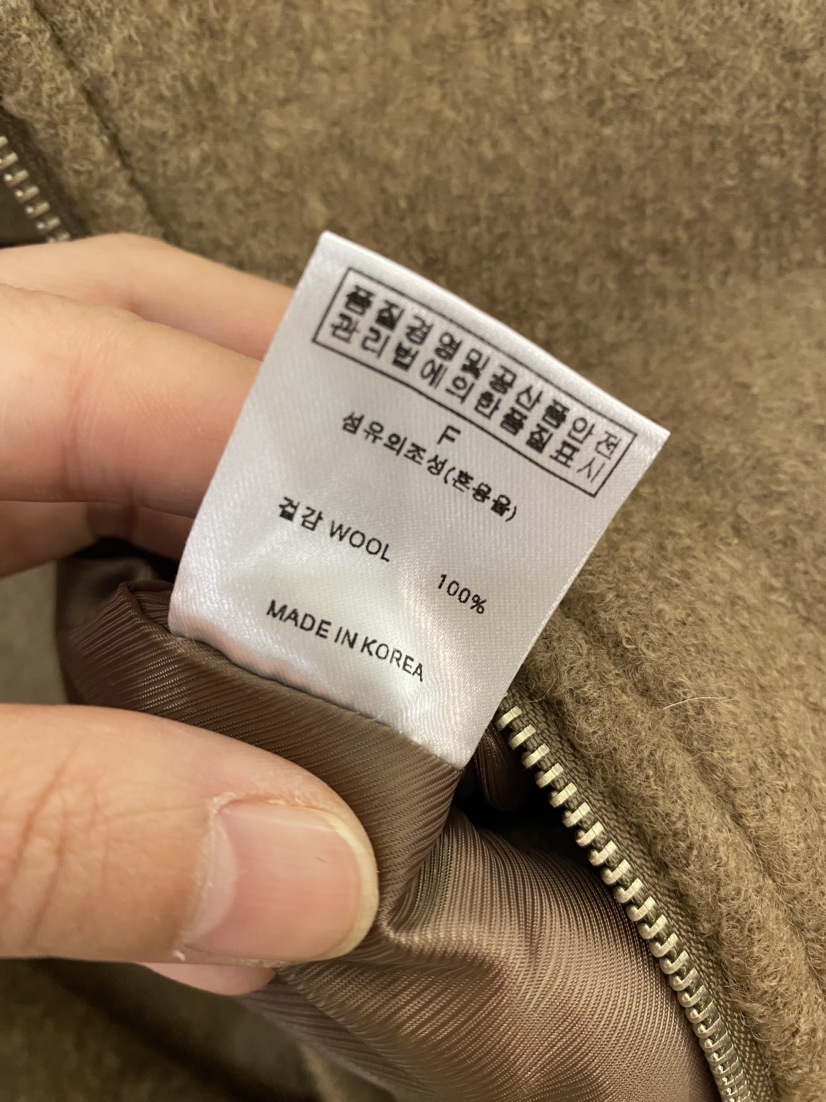 품질경영및공산품안전
관리법에의한품질표시
F
섬유의조성(혼용율)
겉감 WOOL 100%
MADE IN KOREA